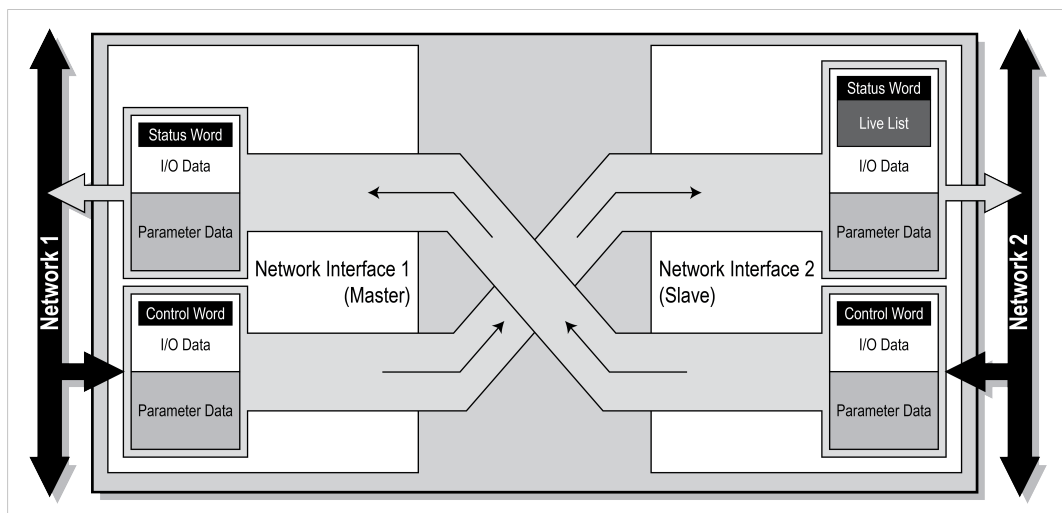 Network 1
Status Word
I/O Data
Parameter Data
Control Word
I/O Data
Parameter Data
Network Interface 1
(Master)
Network Interface 2
(Slave)
Status Word
Live List
I/O Data
Parameter Data
Control Word
I/O Data
Parameter Data
Network 2